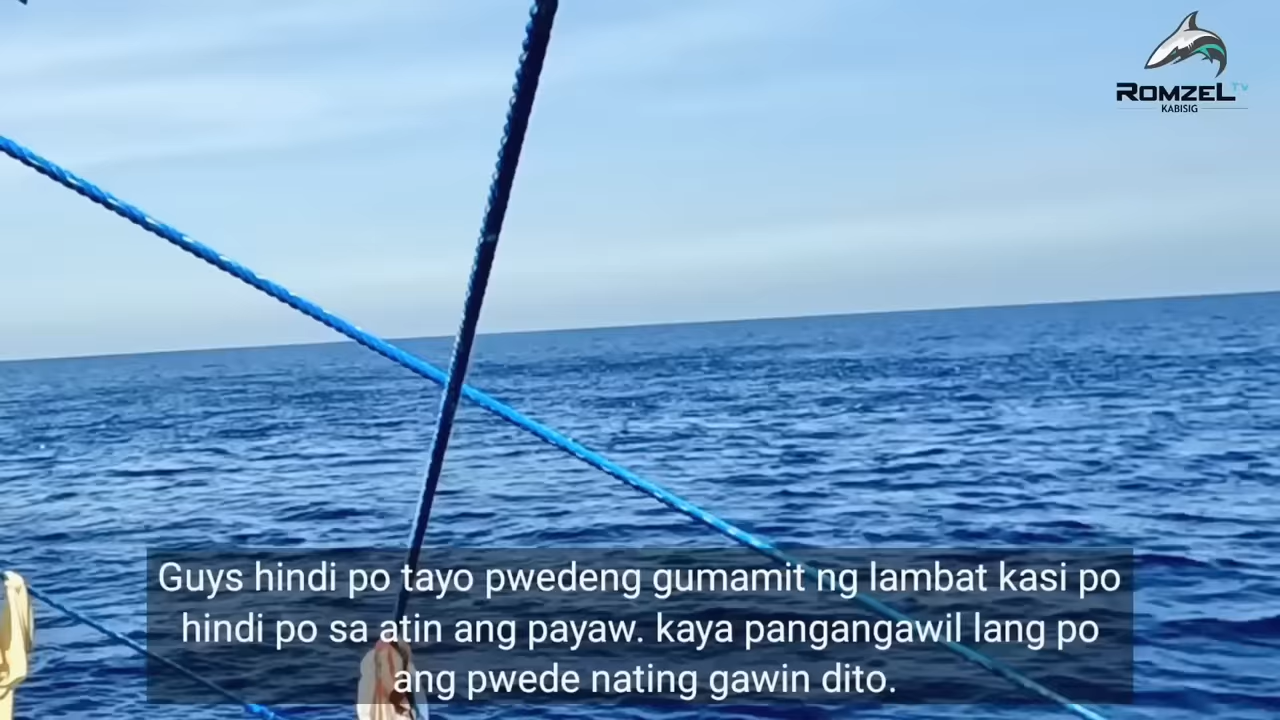 ROMZEL TV
KABISIG
Guys hindi po tayo pwedeng gumamit ng lambat kasi po
hindi po sa atin ang payaw. kaya pangangawil lang po
ang pwede nating gawin dito.